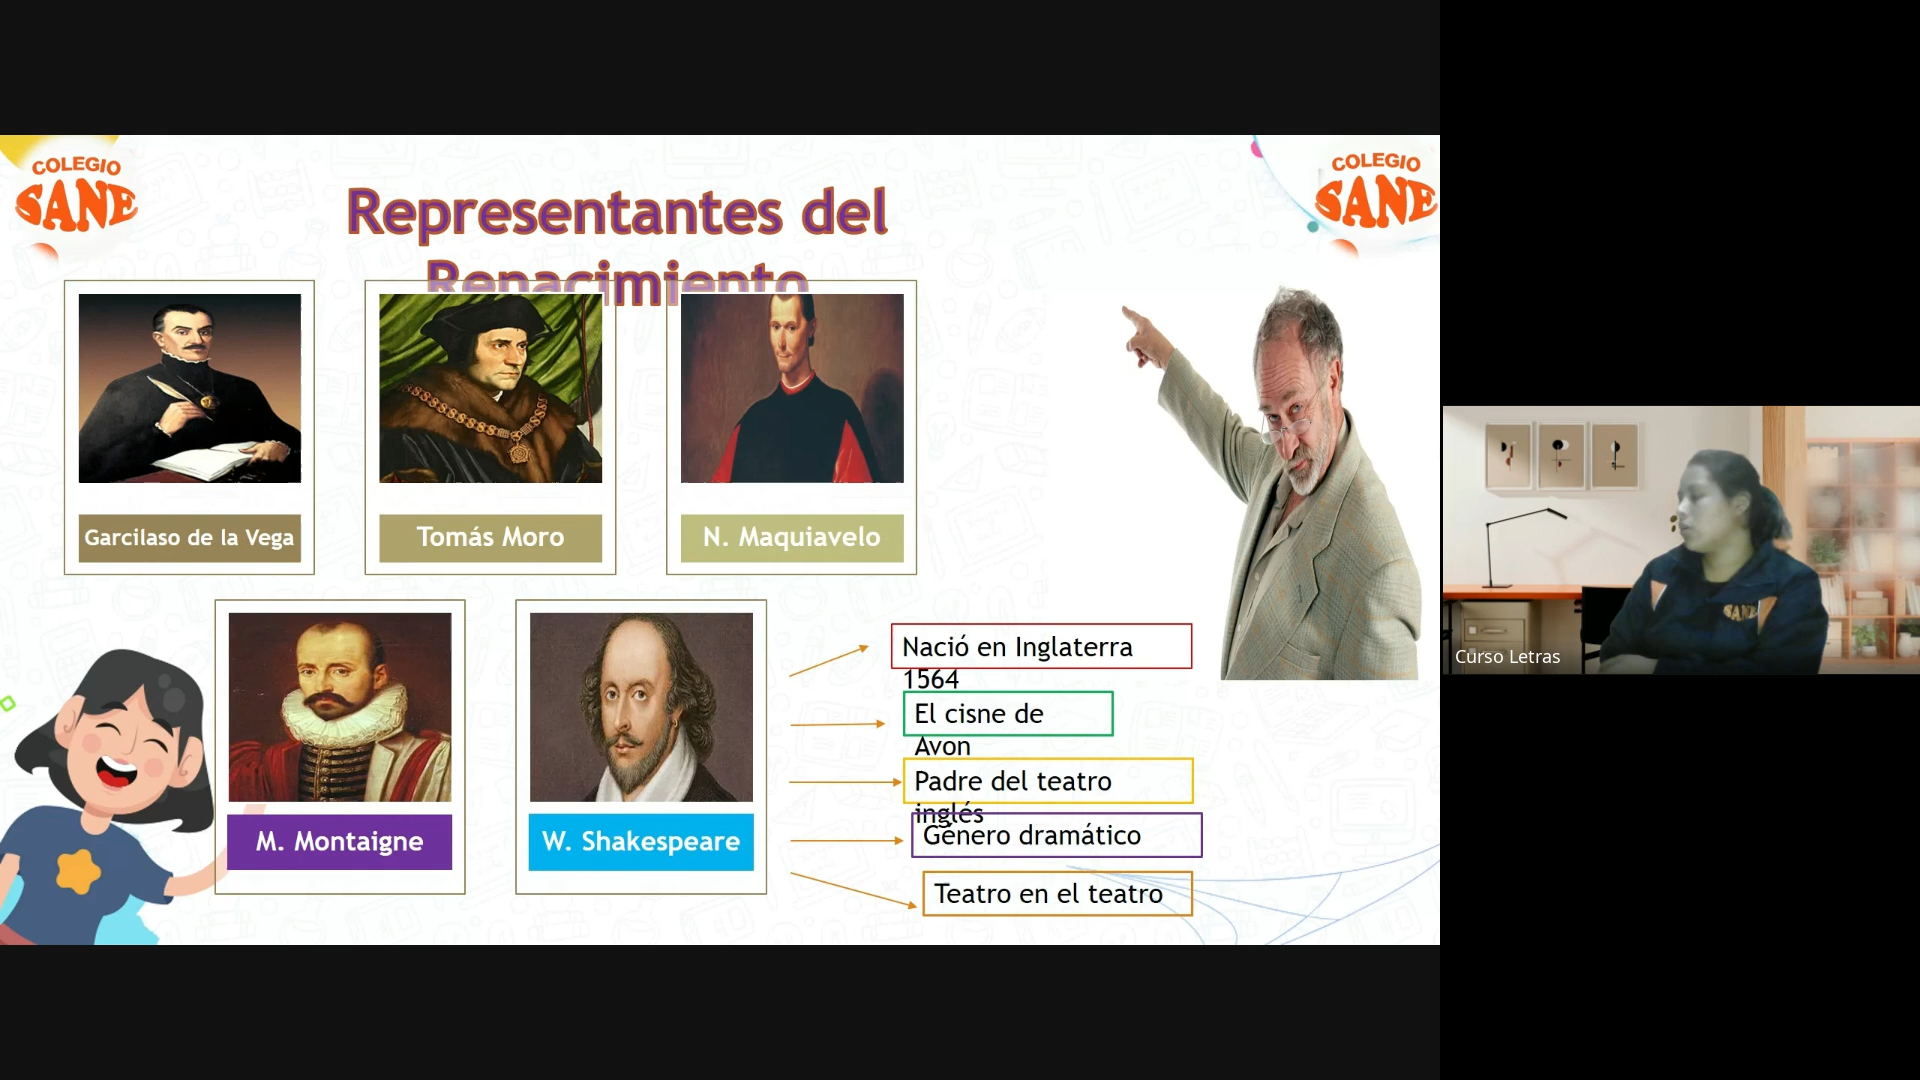 COLEGIO
SANE
COLEGIO
SANE
Representantes del
Renacimiento
Garcilaso de la Vega
Tomás Moro
N. Maquiavelo
M. Montaigne
W. Shakespeare
Nació en Inglaterra
1564
El cisne de
Avon
Padre del teatro
inglés
Género dramático
Teatro en el teatro
SANE
Curso Letras